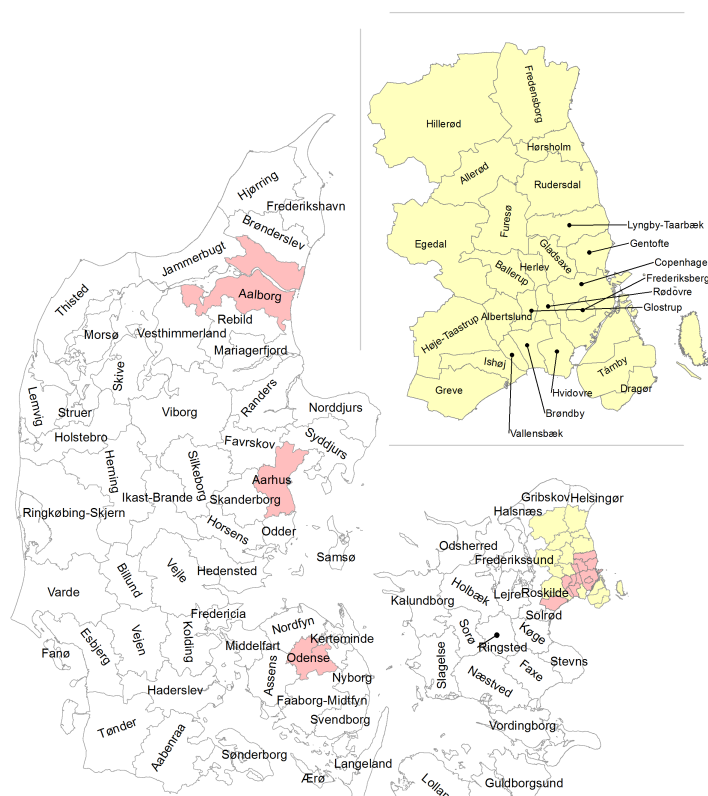 Fredensborg
Hillerød
Hørsholm
Allerød
Rudersdal
Furesø
Lyngby-Taarbæk
Egedal
Gladsaxe
Gentofte
Ballerup
Herlev
Copenhage
Frederiksberg
Rødovre
Glostrup
Albertslund
Høje-Taastrup
Ishøj
Tårnby
Greve
Hvidovre
Dragør
Brøndby
Vallensbæk
Hjørring
Frederikshavn
Brønderslev
Jammerbugt
Thisted
Aalborg
Rebild
Morsø
Vesthimmerland
Mariagerfjord
Skive
Lemvig
Struer
Viborg
Randers
Norddjurs
Holstebro
Favrskov
Syddjurs
Herning
Silkeborg
Aarhus
Ikast-Brande
Skanderborg
Ringkøbing-Skjern
Horsens
Odder
Samsø
Billund
Vejle
Hedensted
Varde
Fredericia
Nordfyn
Esbjerg
Vejen
Kolding
Middelfart
Kerteminde
Fanø
Assens
Odense
Nyborg
Haderslev
Faaborg-Midtfyn
Svendborg
Tønder
Aabenraa
Sønderborg
Langeland
Ærø
Gribskov
Helsingør
Halsnæs
Odsherred
Frederikssund
Holbæk
Lejre
Roskilde
Kalundborg
Solrød
Sorø
Køge
Ringsted
Slagelse
Stevns
Faxe
Næstved
Vordingborg
Lollan
Guldborgsund